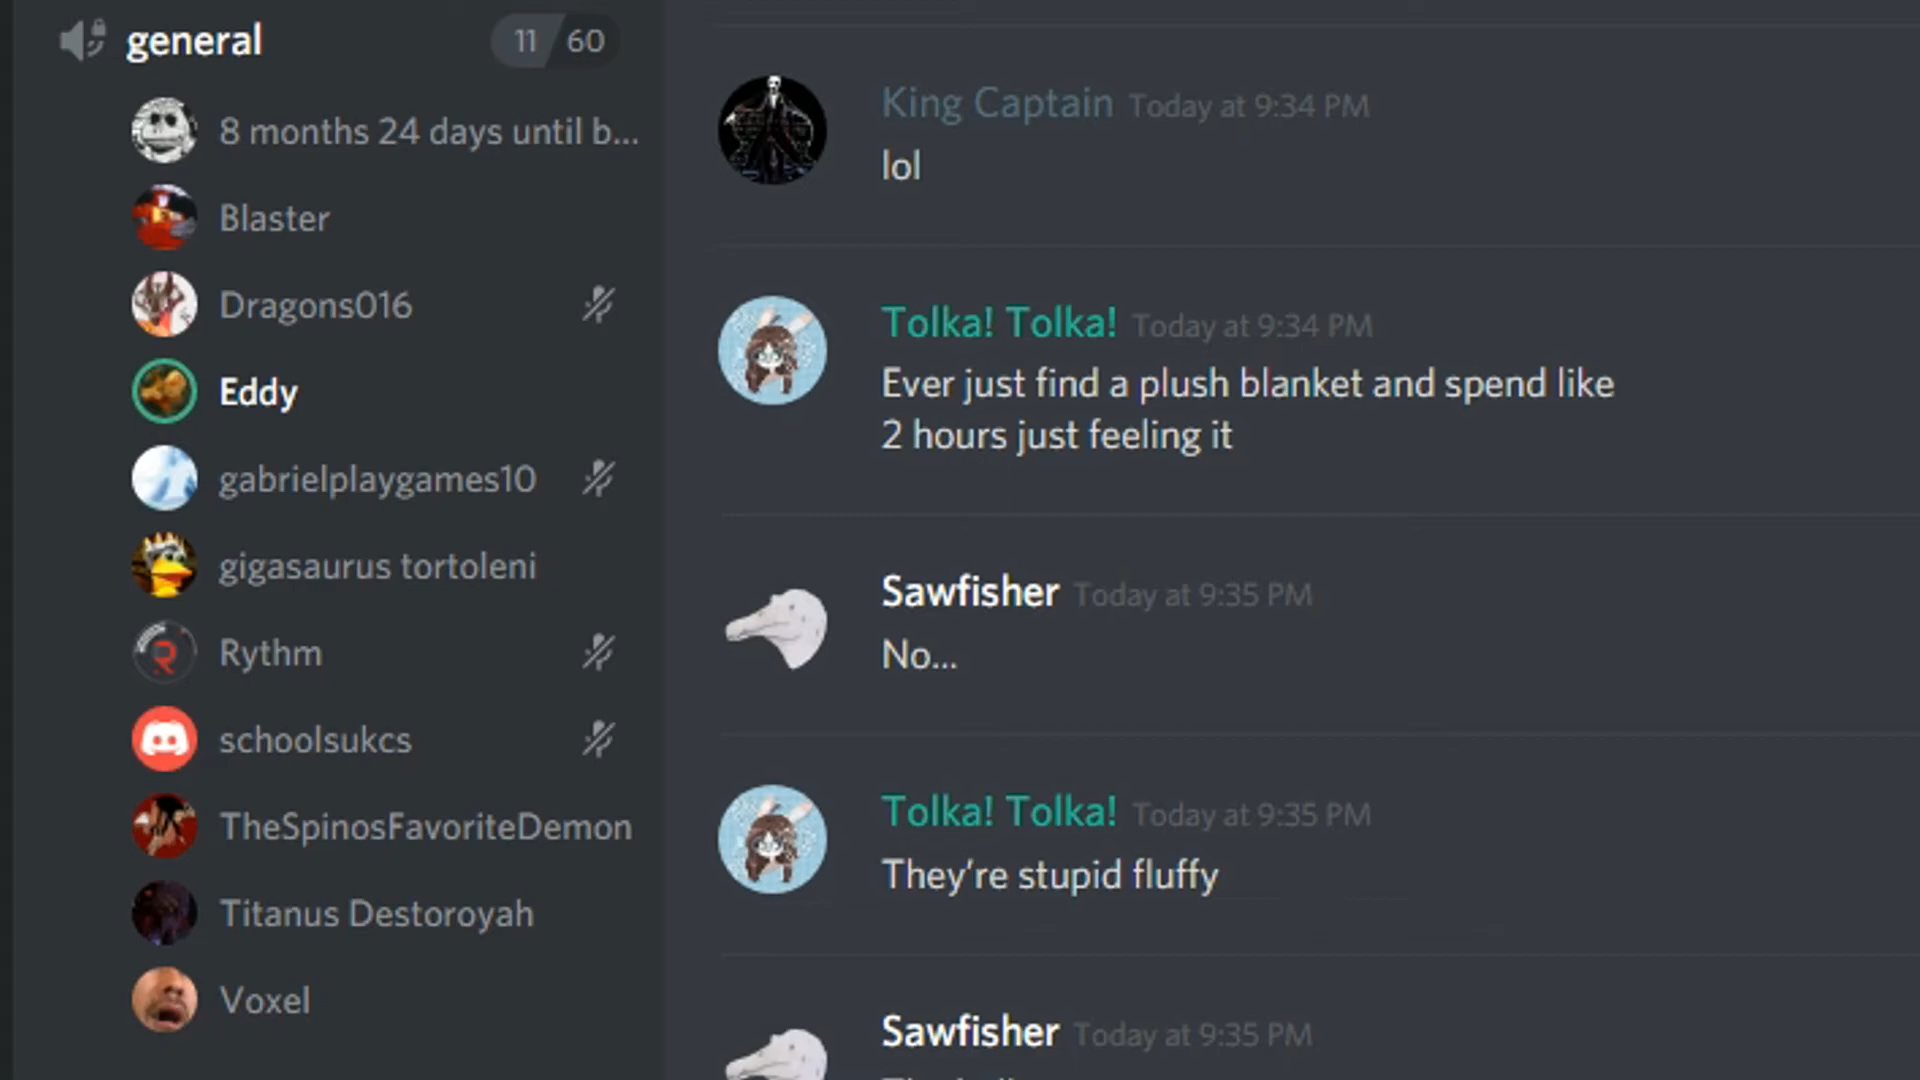 general
11 60
8 months 24 days until b...
Blaster
Dragons016
Eddy
gabrielplaygames10
gigasaurus tortoleni
Rythm
schoolsukcs
TheSpinosFavoriteDemon
Titanus Destoroyah
Voxel
King Captain Today at 9:34 PM
lol
Tolka! Tolka! Today at 9:34 PM
Ever just find a plush blanket and spend like
2 hours just feeling it
Sawfisher Today at 9:35 PM
No...
Tolka! Tolka! Today at 9:35 PM
They're stupid fluffy
Sawfisher Today at 9:35 PM